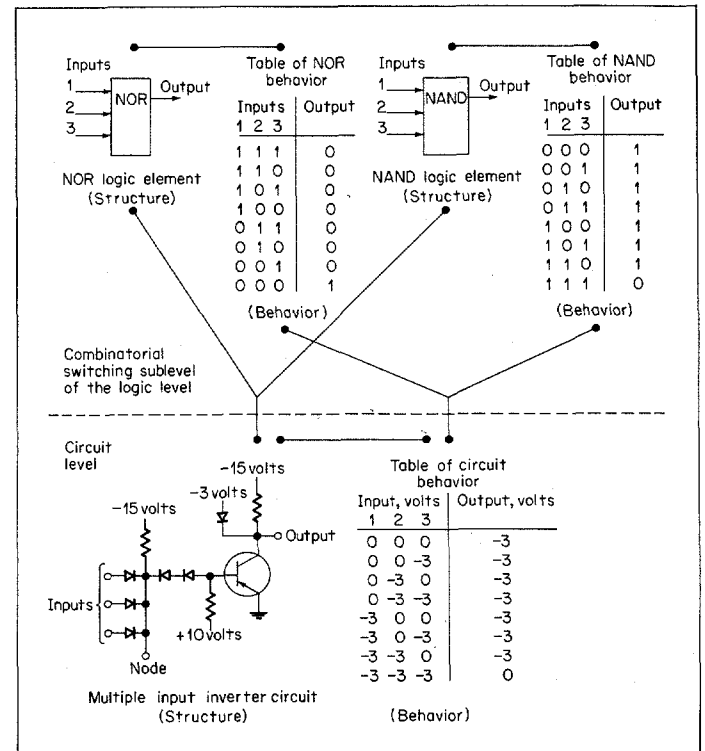 Inputs
1
2
3
NOR
Output
NOR logic element
(Structure)
Table of NOR
behavior
Inputs Output
1 2 3
1 1 1 0
1 1 0 0
1 0 1 0
1 0 0 0
0 1 1 0
0 1 0 0
0 0 1 0
0 0 0 1
(Behavior)
Inputs
1
2
3
NAND
Output
NAND logic element
(Structure)
Table of NAND
behavior
Inputs Output
1 2 3
0 0 0 1
0 0 1 1
0 1 0 1
0 1 1 1
1 0 0 1
1 0 1 1
1 1 0 1
1 1 1 0
(Behavior)
Combinatorial
switching sublevel
of the logic level
Circuit
level
-15 volts
-3 volts
-15 volts
Output
Inputs
+10 volts
Node
Multiple input inverter circuit
(Structure)
Table of circuit
behavior
Input, volts Output, volts
1 2 3
0 0 0 -3
0 0 -3 -3
0 -3 0 -3
0 -3 -3 -3
-3 0 0 -3
-3 0 -3 -3
-3 -3 0 -3
-3 -3 -3 0
(Behavior)